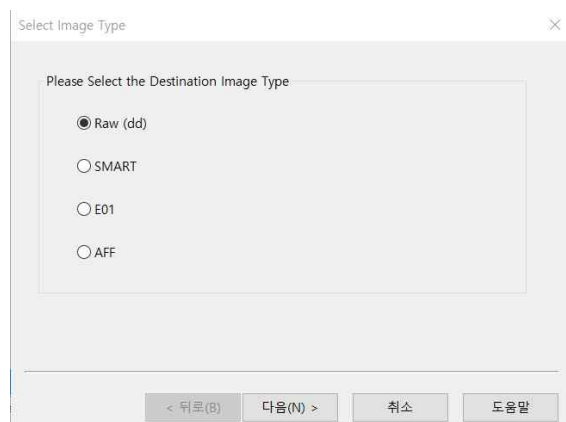 Select Image Type
Please Select the Destination Image Type
Raw (dd)
SMART
E01
AFF
< 뒤로(B) 다음(N) > 취소 도움말